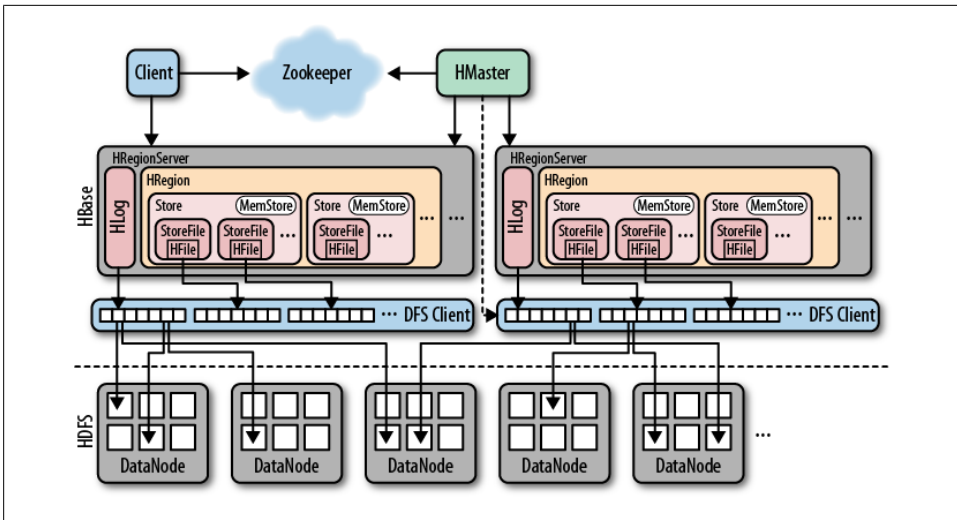 Client
Zookeeper
HMaster
HBase
HRegionServer
HLog
HRegion
Store
MemStore
StoreFile
HFile
StoreFile
HFile
...
Store
MemStore
StoreFile
HFile
...
...
...
HRegionServer
HLog
HRegion
Store
MemStore
StoreFile
HFile
StoreFile
HFile
...
Store
MemStore
StoreFile
HFile
...
...
...
... DFS Client
... DFS Client
HDFS
DataNode
DataNode
DataNode
DataNode
DataNode
...